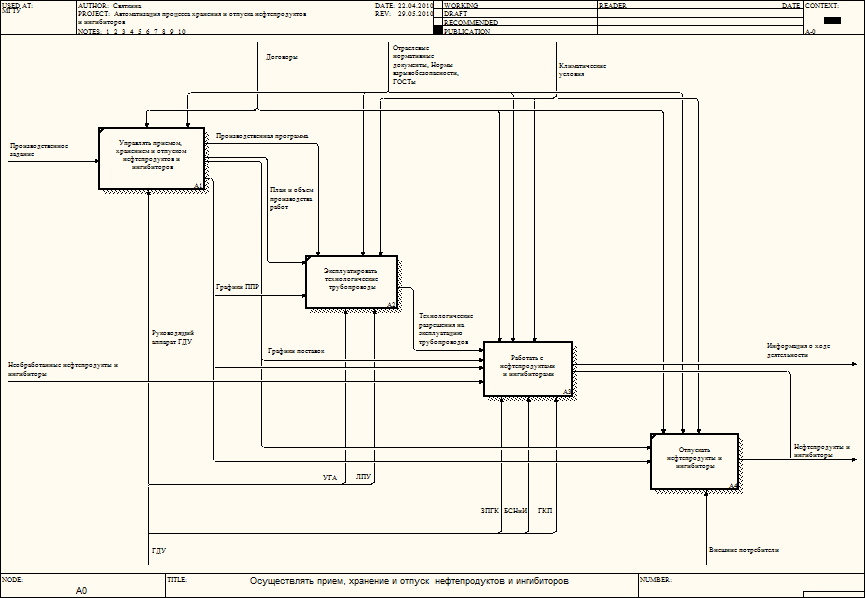 USED AT:
МГТУ
AUTHOR: Святкина
PROJECT: Автоматизация процесса хранения и отпуска нефтепродуктов
и ингибиторов
NOTES: 1 2 3 4 5 6 7 8 9 10
DATE: 22.04.2010
REV: 29.05.2010
WORKING
DRAFT
RECOMMENDED
PUBLICATION
READER
DATE
CONTEXT:
A-0
Договоры
Отраслевые
нормативные
документы, Нормы
взрывобезопасности,
ГОСТы
Климатические
условия
Производственное
задание
Управлять приемом,
хранением и отпуском
нефтепродуктов и
ингибиторов
A1
Производственная программа
План и объем
производства
работ
Эксплуатировать
технологические
трубопроводы
A2
Графики ППР
Руководящий
аппарат ГДУ
Технологические
разрешения на
эксплуатацию
трубопроводов
Графики поставок
Необработанные нефтепродукты и
ингибиторы
Работать с
нефтепродуктами
и ингибиторами
A3
Информация о ходе
деятельности
Отпускать
нефтепродукты и
ингибиторы
A4
Нефтепродукты и
ингибиторы
УГА
ЛПУ
ЗПГК
БСНиИ
ГКП
ГДУ
Внешние потребители
NODE:
A0
TITLE:
Осуществлять прием, хранение и отпуск нефтепродуктов и ингибиторов
NUMBER: